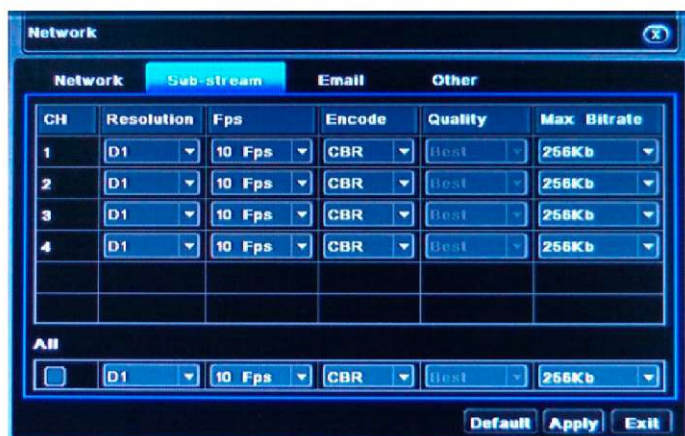 Network
Network Sub-stream Email Other
CH Resolution Fps Encode Quality Max Bitrate
1 D1 10 Fps CBR Best 256Kb
2 D1 10 Fps CBR Best 256Kb
3 D1 10 Fps CBR Best 256Kb
4 D1 10 Fps CBR Best 256Kb
All
D1 10 Fps CBR Best 256Kb
Default Apply Exit